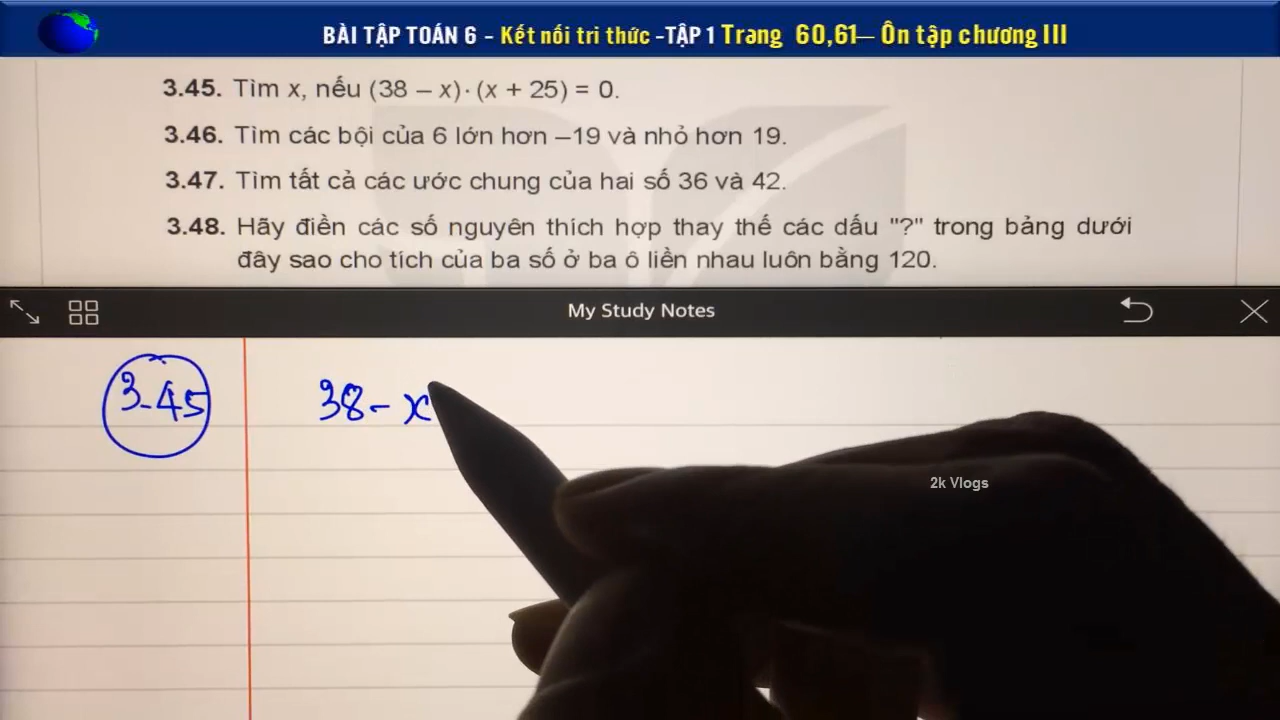 BÀI TẬP TOÁN 6 - Kết nối tri thức -TẬP 1 Trang 60,61– Ôn tập chương III
3.45. Tìm x, nếu (38 – x)·(x + 25) = 0.
3.46. Tìm các bội của 6 lớn hơn –19 và nhỏ hơn 19.
3.47. Tìm tất cả các ước chung của hai số 36 và 42.
3.48. Hãy điền các số nguyên thích hợp thay thế các dấu "?" trong bảng dưới
đây sao cho tích của ba số ở ba ô liền nhau luôn bằng 120.
My Study Notes
3.45 38 - x
2k Vlogs